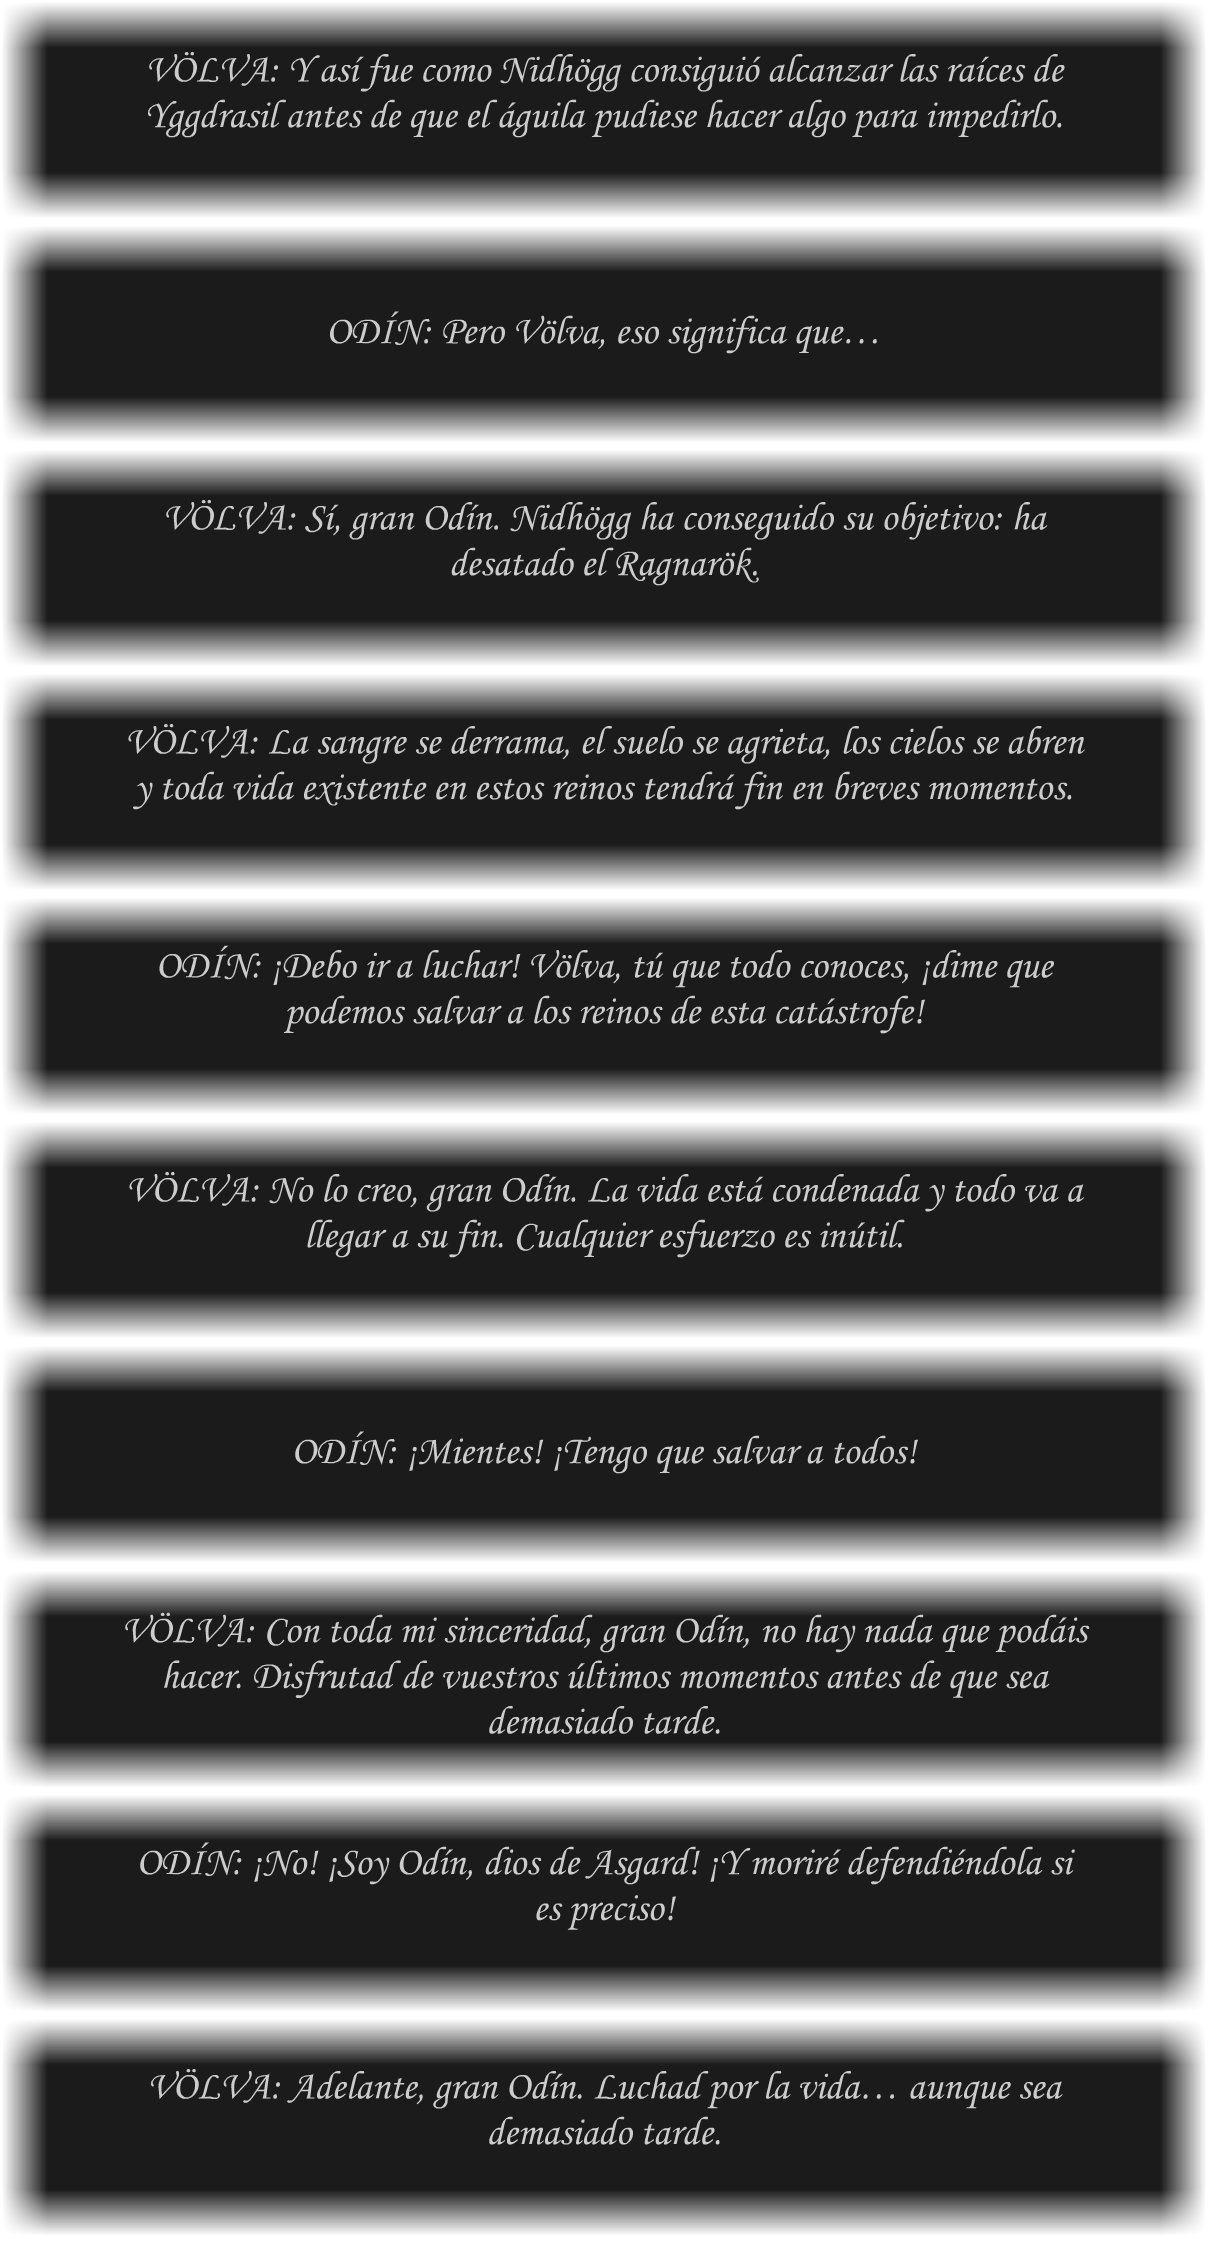 VÖLVA: Y así fue como Nidhögg consiguió alcanzar las raíces de
Yggdrasil antes de que el águila pudiese hacer algo para impedirlo.
ODÍN: Pero Völva, eso significa que…
VÖLVA: Sí, gran Odín. Nidhögg ha conseguido su objetivo: ha
desatado el Ragnarök.
VÖLVA: La sangre se derrama, el suelo se agrieta, los cielos se abren
y toda vida existente en estos reinos tendrá fin en breves momentos.
ODÍN: ¡Debo ir a luchar! Völva, tú que todo conoces, ¡dime que
podemos salvar a los reinos de esta catástrofe!
VÖLVA: No lo creo, gran Odín. La vida está condenada y todo va a
llegar a su fin. Cualquier esfuerzo es inútil.
ODÍN: ¡Mientes! ¡Tengo que salvar a todos!
VÖLVA: Con toda mi sinceridad, gran Odín, no hay nada que podáis
hacer. Disfrutad de vuestros últimos momentos antes de que sea
demasiado tarde.
ODÍN: ¡No! ¡Soy Odín, dios de Asgard! ¡Y moriré defendiéndola si
es preciso!
VÖLVA: Adelante, gran Odín. Luchad por la vida… aunque sea
demasiado tarde.